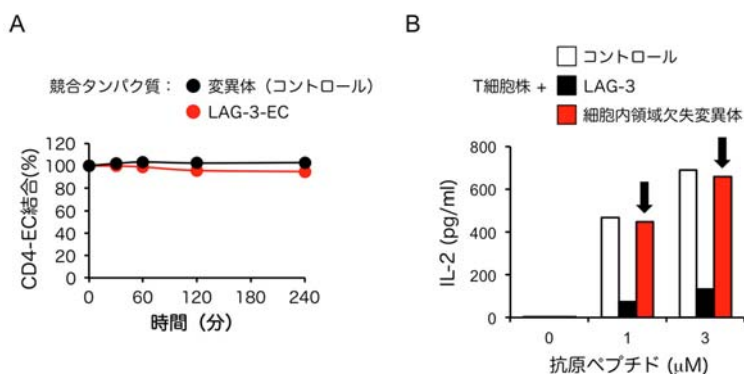 A
競合タンパク質： 変異体（コントロール）
LAG-3-EC
CD4-EC結合(%)
120
100
80
60
40
20
0
0 60 120 180 240
時間（分）
B
コントロール
T細胞株 + LAG-3
細胞内領域欠失変異体
IL-2 (pg/ml)
800
600
400
200
0
0 1 3
抗原ペプチド (μM)